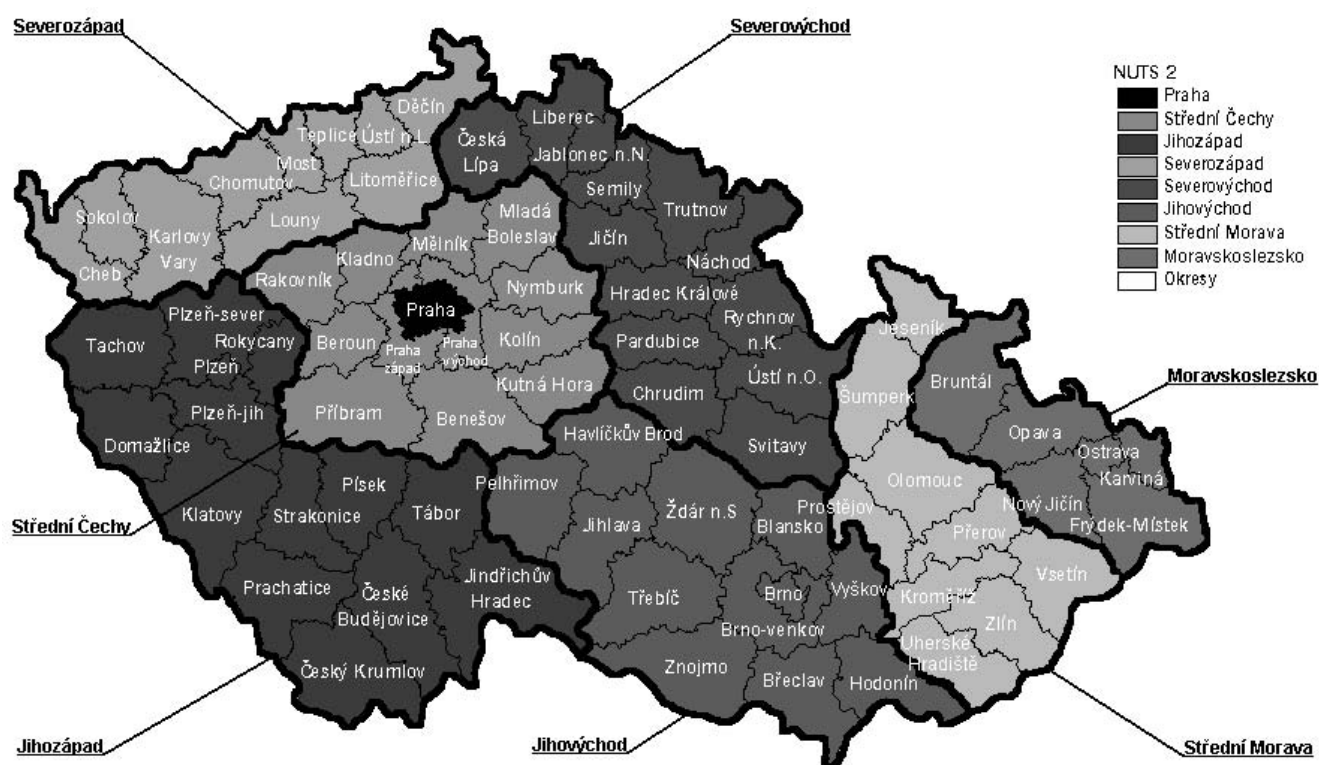 Severozápad
Severovýchod
NUTS 2
Praha
Střední Čechy
Jihozápad
Severozápad
Severovýchod
Jihovýchod
Střední Morava
Moravskoslezsko
Okresy
Děčín
Teplice
Ústí n.L.
Most
Chomutov
Litoměřice
Louny
Sokolov
Karlovy
Vary
Cheb
Česká
Lípa
Liberec
Jablonec n.N.
Semily
Trutnov
Jičín
Náchod
Hradec Králové
Rychnov
n.K.
Pardubice
Ústí n.O.
Chrudim
Svitavy
Mladá
Boleslav
Mělník
Kladno
Rakovník
Nymburk
Praha
Beroun
Praha
západ
Praha
východ
Kolín
Kutná Hora
Příbram
Benešov
Plzeň-sever
Tachov
Rokycany
Plzeň
Plzeň-jih
Domažlice
Klatovy
Písek
Strakonice
Tábor
Prachatice
České
Budějovice
Jindřichův
Hradec
Český Krumlov
Havlíčkův Brod
Pelhřimov
Jihlava
Ždár n.S
Blansko
Třebíč
Brno
Vyškov
Brno-venkov
Znojmo
Břeclav
Hodonín
Jeseník
Šumperk
Olomouc
Prostějov
Přerov
Vsetín
Kroměříž
Zlín
Uherské
Hradiště
Bruntál
Opava
Ostrava
Karviná
Nový Jičín
Frýdek-Místek
Moravskoslezsko
Střední Čechy
Jihozápad
Jihovýchod
Střední Morava